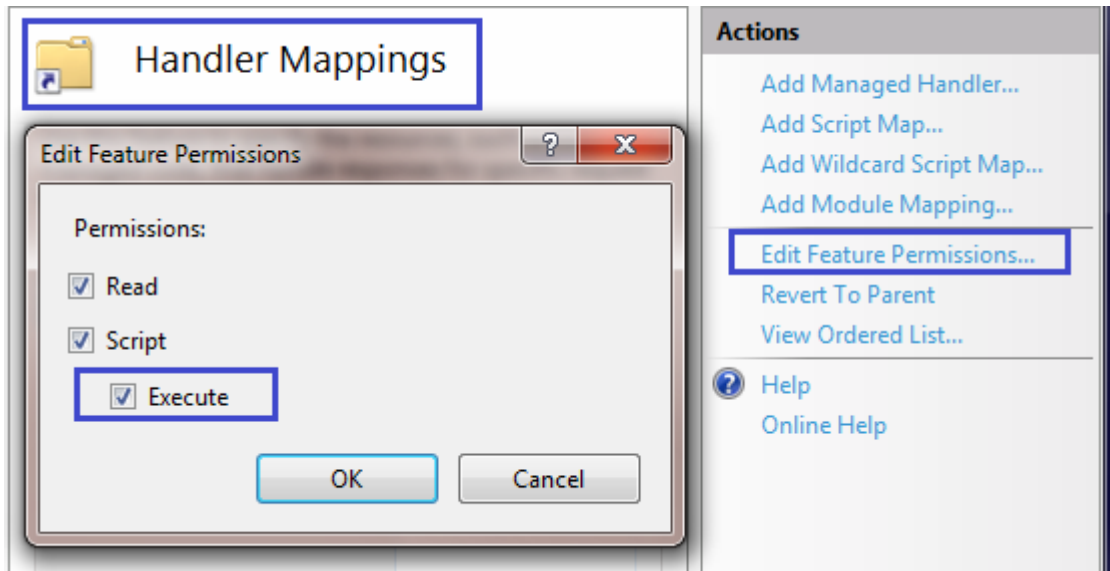 Handler Mappings
Edit Feature Permissions
Permissions:
Read
Script
Execute
OK
Cancel
Actions
Add Managed Handler...
Add Script Map...
Add Wildcard Script Map...
Add Module Mapping...
Edit Feature Permissions...
Revert To Parent
View Ordered List...
Help
Online Help